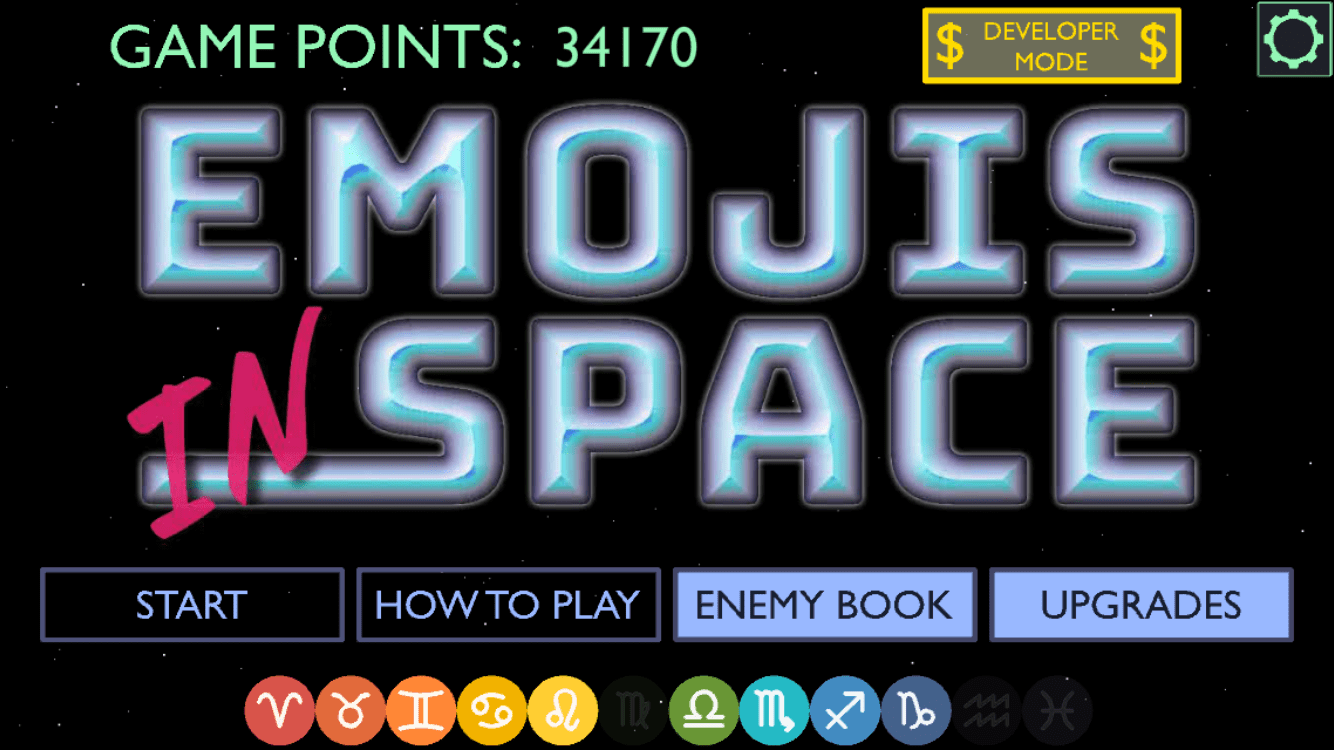 GAME POINTS: 34170
$ DEVELOPER MODE $
EMOJIS
IN SPACE
START
HOW TO PLAY
ENEMY BOOK
UPGRADES
♈♉♊♋♌♍♎♏♐♑♒♓